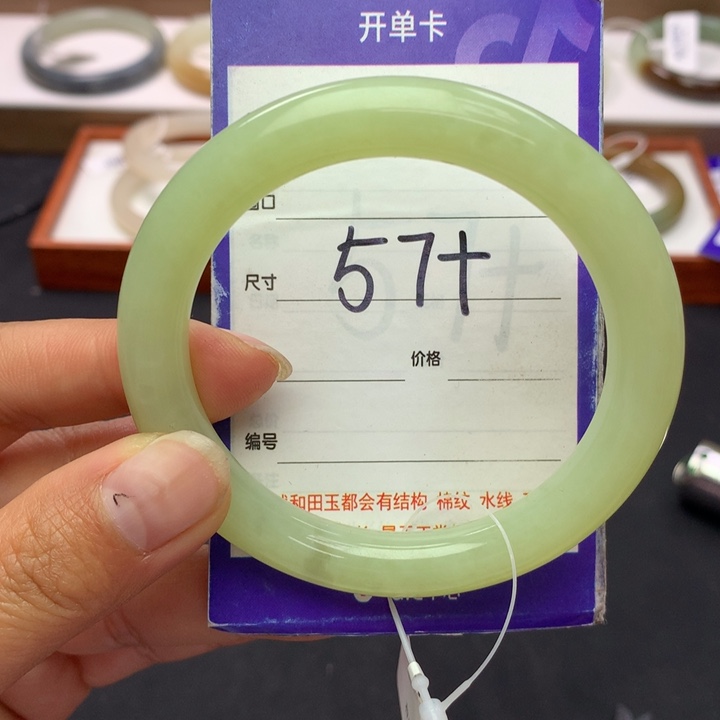 开单卡
尺寸 57+
价格
编号
和田玉都会有结构 棉纹 水线